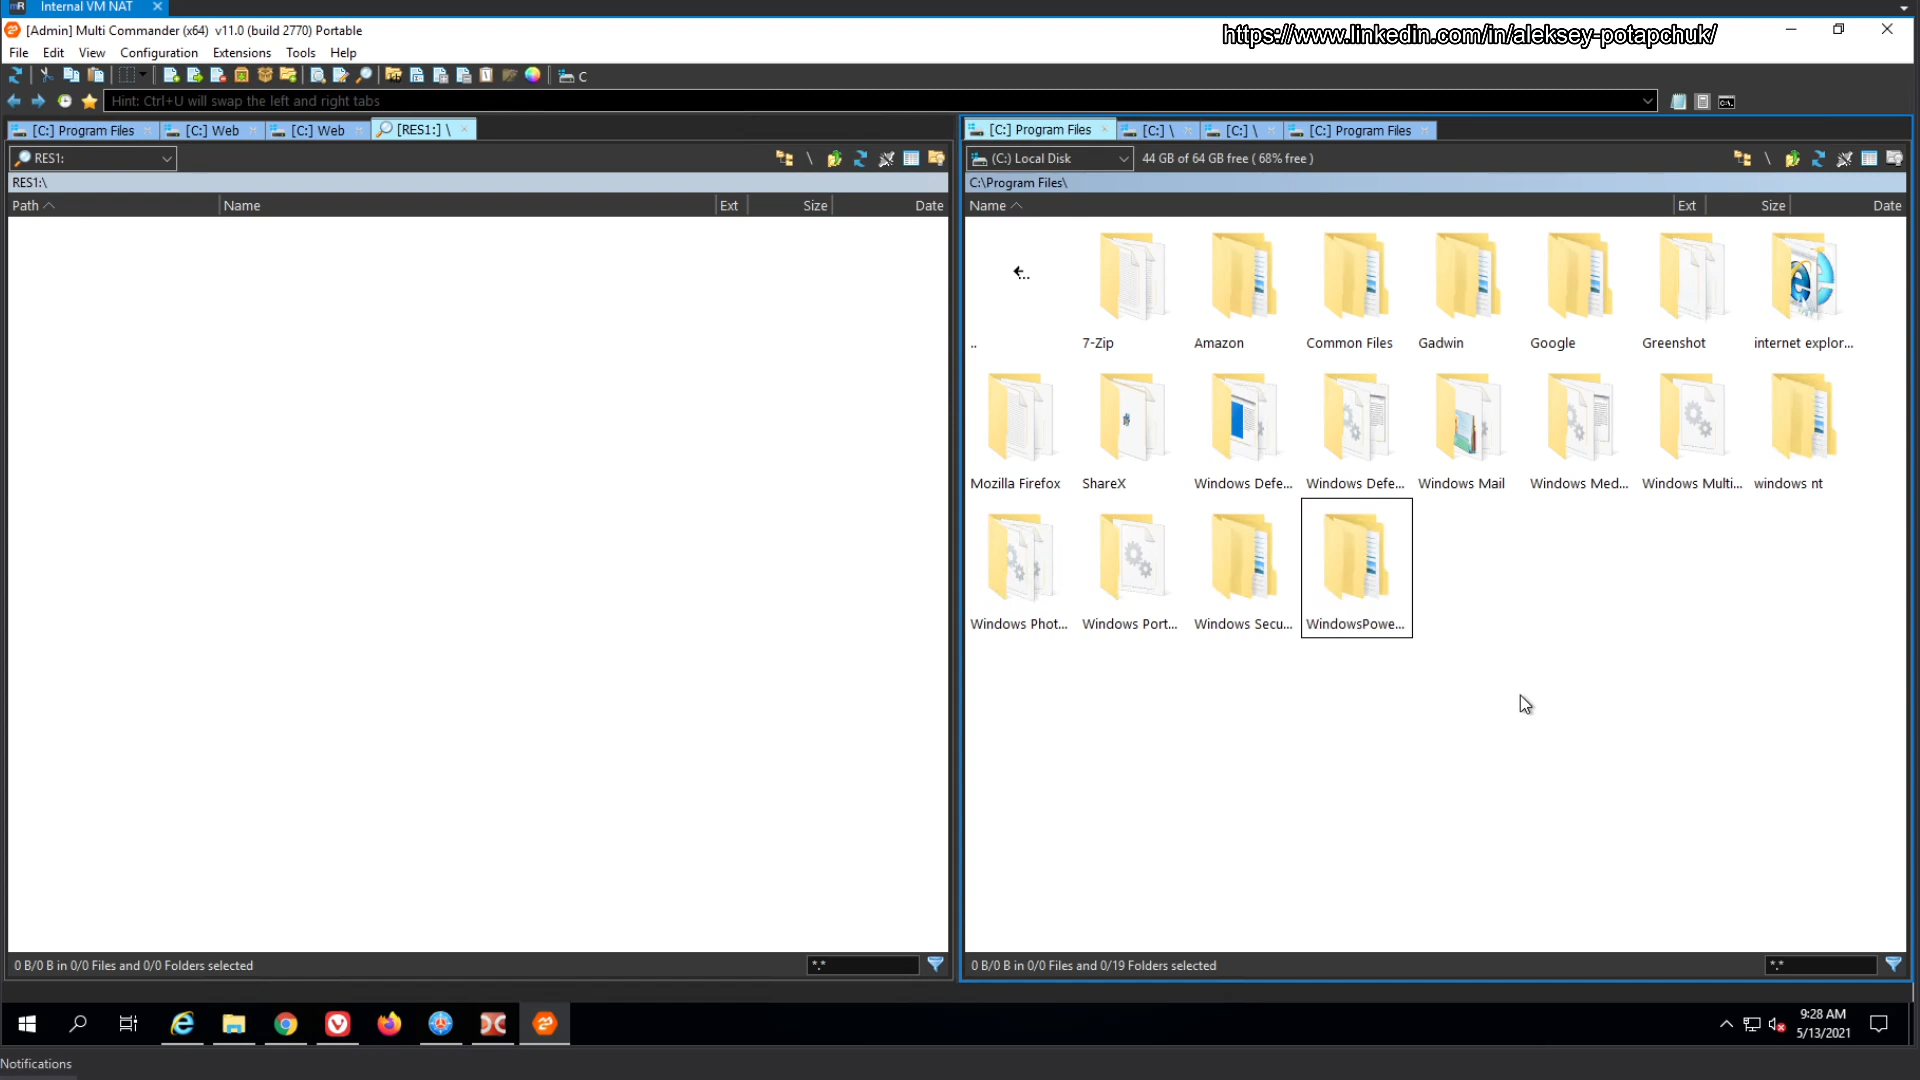 mR Internal VM NAT
[Admin] Multi Commander (x64) v11.0 (build 2770) Portable
https://www.linkedin.com/in/aleksey-potapchuk/
File Edit View Configuration Extensions Tools Help
C
Hint: Ctrl+U will swap the left and right tabs
[C:] Program Files [C:] Web [C:] Web [RES1:] \
[C:] Program Files [C:] \ [C:] \ [C:] Program Files
RES1: \
(C:) Local Disk 44 GB of 64 GB free ( 68% free ) \
RES1:\
C:\Program Files\
Path Name Ext Size Date
Name Ext Size Date
..
7-Zip
Amazon
Common Files
Gadwin
Google
Greenshot
internet explor...
Mozilla Firefox
ShareX
Windows Defe...
Windows Defe...
Windows Mail
Windows Med...
Windows Multi...
windows nt
Windows Phot...
Windows Port...
Windows Secu...
WindowsPowe...
0 B/0 B in 0/0 Files and 0/0 Folders selected *.*
0 B/0 B in 0/0 Files and 0/19 Folders selected *.*
9:28 AM
5/13/2021
Notifications